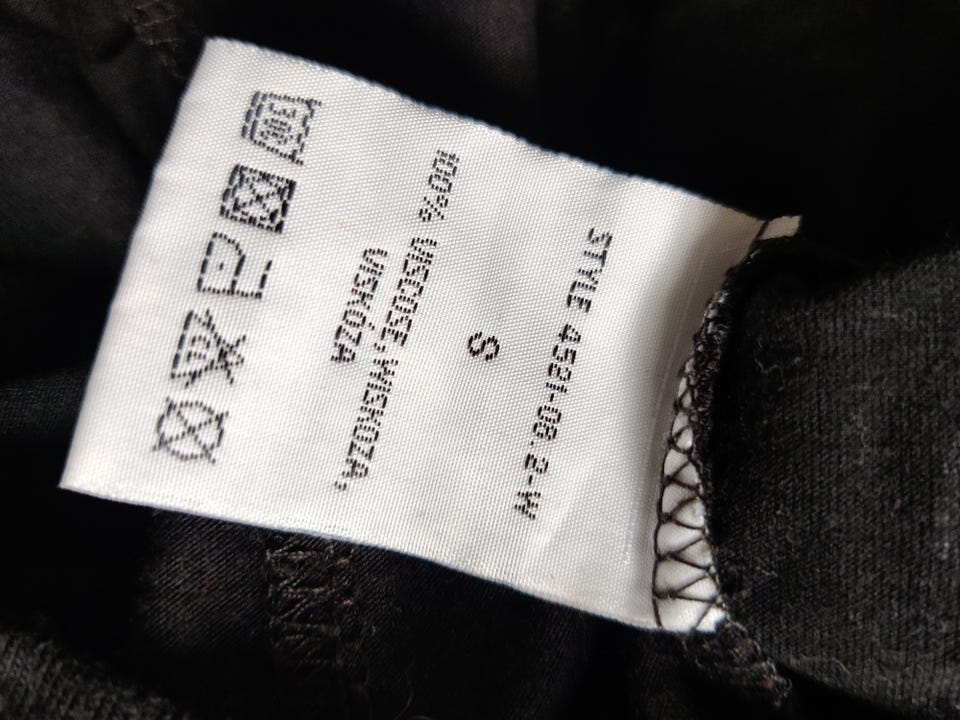 STYLE 4531-08.2-W
S
100% VISCOSE,WISKOZA,
VISKÓZA
P